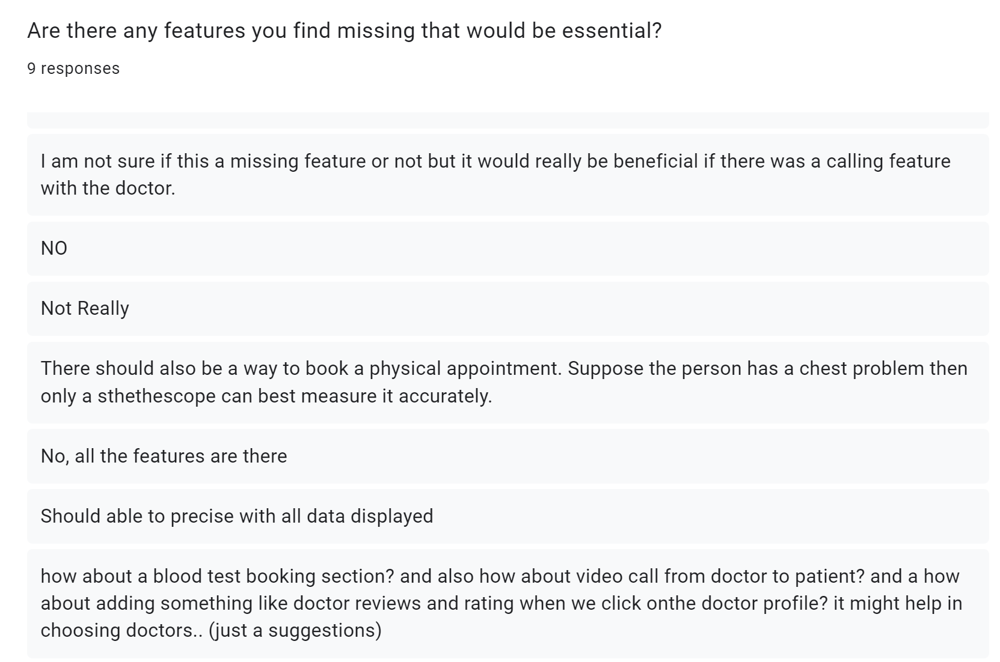 Are there any features you find missing that would be essential?
9 responses
I am not sure if this a missing feature or not but it would really be beneficial if there was a calling feature
with the doctor.
NO
Not Really
There should also be a way to book a physical appointment. Suppose the person has a chest problem then
only a sthethescope can best measure it accurately.
No, all the features are there
Should able to precise with all data displayed
how about a blood test booking section? and also how about video call from doctor to patient? and a how
about adding something like doctor reviews and rating when we click onthe doctor profile? it might help in
choosing doctors.. (just a suggestions)